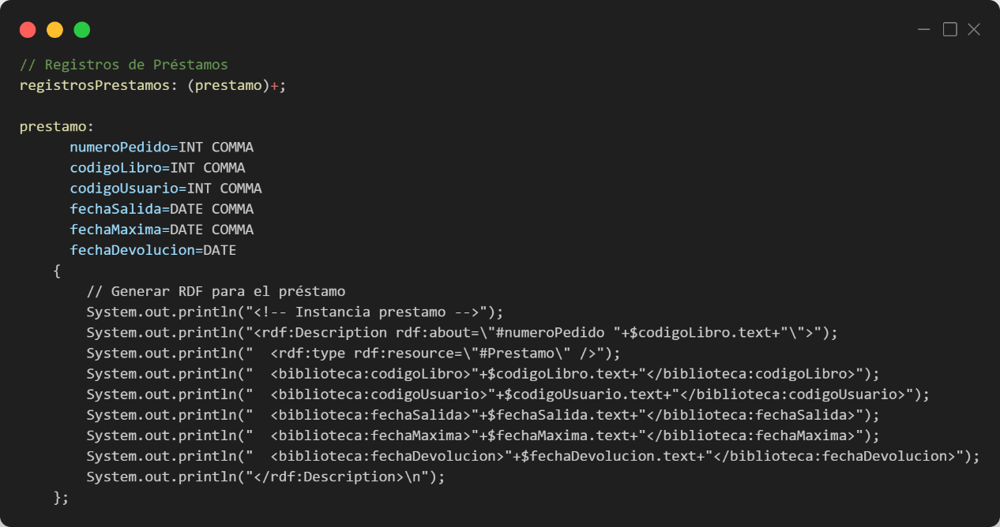 // Registros de Préstamos
registrosPrestamos: (prestamo)+;

prestamo:
      numeroPedido=INT COMMA
      codigoLibro=INT COMMA
      codigoUsuario=INT COMMA
      fechaSalida=DATE COMMA
      fechaMaxima=DATE COMMA
      fechaDevolucion=DATE
    {
        // Generar RDF para el préstamo
        System.out.println("<!-- Instancia prestamo -->");
        System.out.println("<rdf:Description rdf:about=\"#numeroPedido "+$codigoLibro.text+"\">");
        System.out.println("  <rdf:type rdf:resource=\"#Prestamo\" />");
        System.out.println("  <biblioteca:codigoLibro>"+$codigoLibro.text+"</biblioteca:codigoLibro>");
        System.out.println("  <biblioteca:codigoUsuario>"+$codigoUsuario.text+"</biblioteca:codigoUsuario>");
        System.out.println("  <biblioteca:fechaSalida>"+$fechaSalida.text+"</biblioteca:fechaSalida>");
        System.out.println("  <biblioteca:fechaMaxima>"+$fechaMaxima.text+"</biblioteca:fechaMaxima>");
        System.out.println("  <biblioteca:fechaDevolucion>"+$fechaDevolucion.text+"</biblioteca:fechaDevolucion>");
        System.out.println("</rdf:Description>\n");
    };